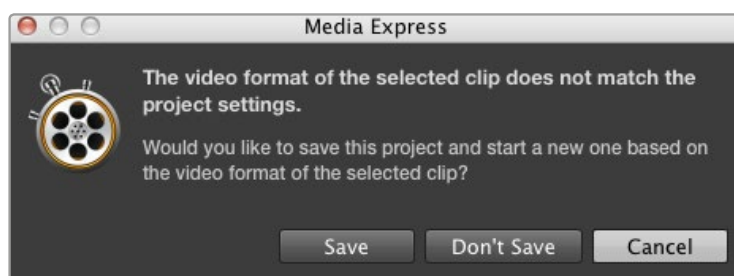 Media Express
The video format of the selected clip does not match the
project settings.
Would you like to save this project and start a new one based on
the video format of the selected clip?
Save
Don't Save
Cancel